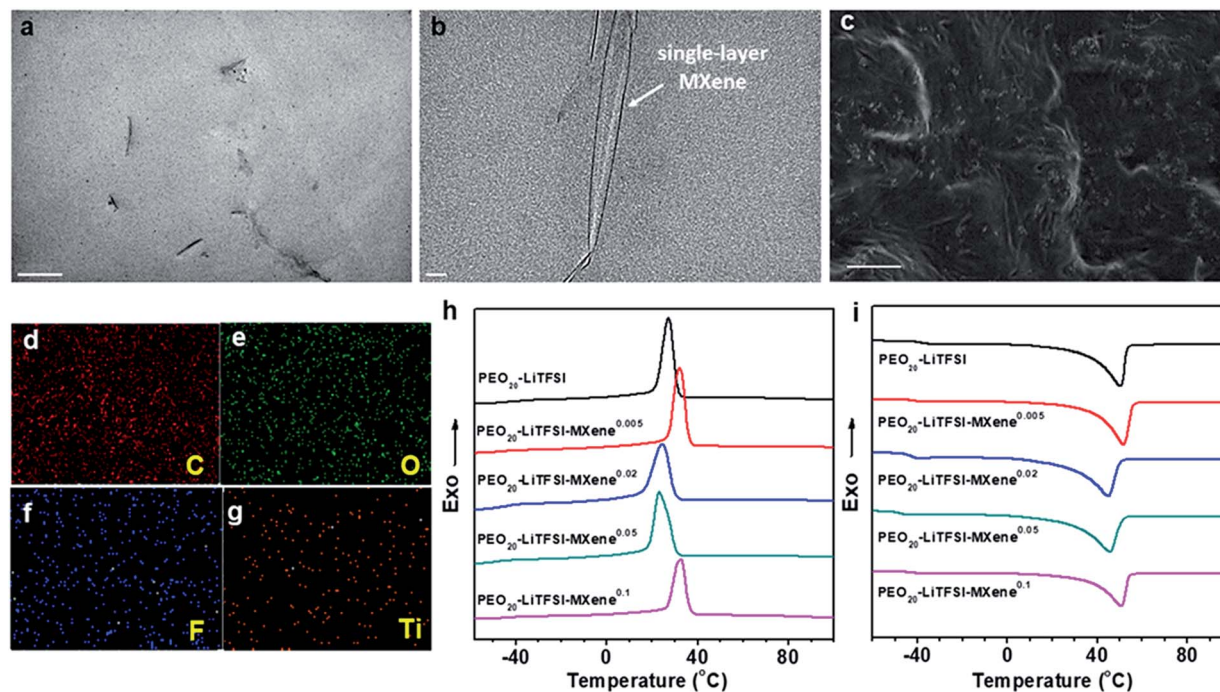 a
b
single-layer
MXene
c
d
C
e
O
f
F
g
Ti
h
PEO₂₀-LiTFSI
PEO₂₀-LiTFSI-MXene⁰·⁰⁰⁵
PEO₂₀-LiTFSI-MXene⁰·⁰²
PEO₂₀-LiTFSI-MXene⁰·⁰⁵
PEO₂₀-LiTFSI-MXene⁰·¹
Exo
-40 0 40 80
Temperature (°C)
i
PEO₂₀-LiTFSI
PEO₂₀-LiTFSI-MXene⁰·⁰⁰⁵
PEO₂₀-LiTFSI-MXene⁰·⁰²
PEO₂₀-LiTFSI-MXene⁰·⁰⁵
PEO₂₀-LiTFSI-MXene⁰·¹
Exo
-40 0 40 80
Temperature (°C)